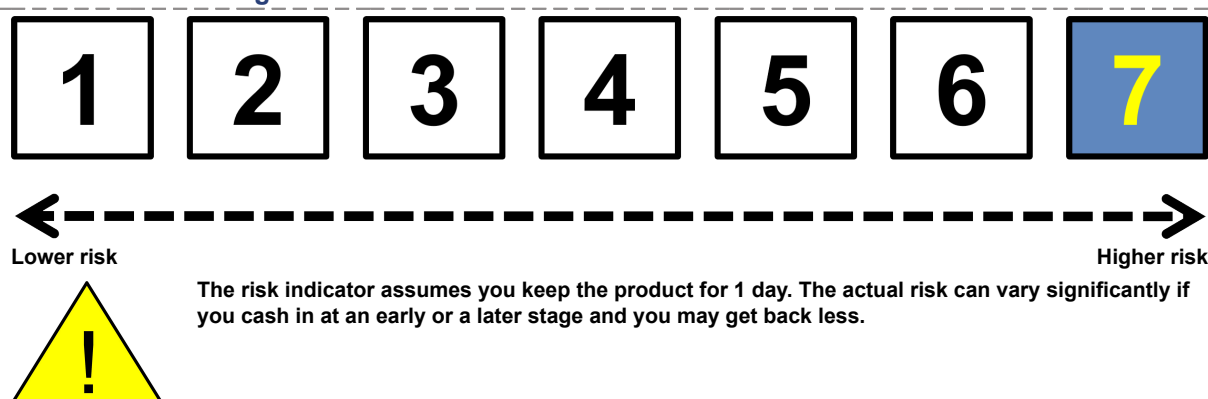 1 2 3 4 5 6 7
Lower risk Higher risk
The risk indicator assumes you keep the product for 1 day. The actual risk can vary significantly if
you cash in at an early or a later stage and you may get back less.
!